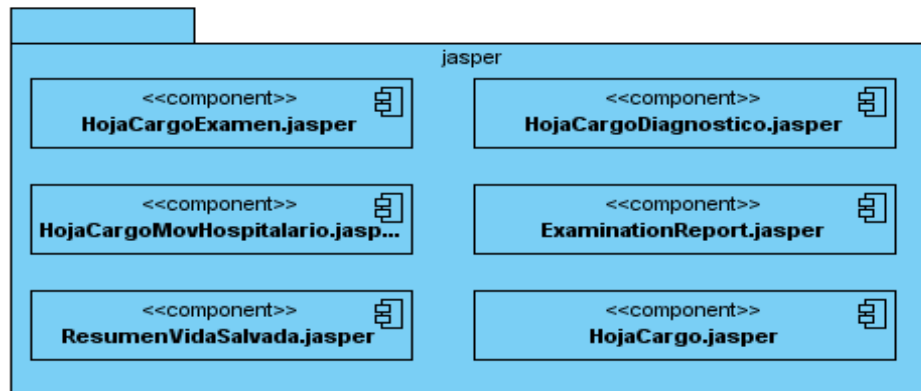 jasper
<<component>>
HojaCargoExamen.jasper
<<component>>
HojaCargoDiagnostico.jasper
<<component>>
HojaCargoMovHospitalario.jasp...
<<component>>
ExaminationReport.jasper
<<component>>
ResumenVidaSalvada.jasper
<<component>>
HojaCargo.jasper